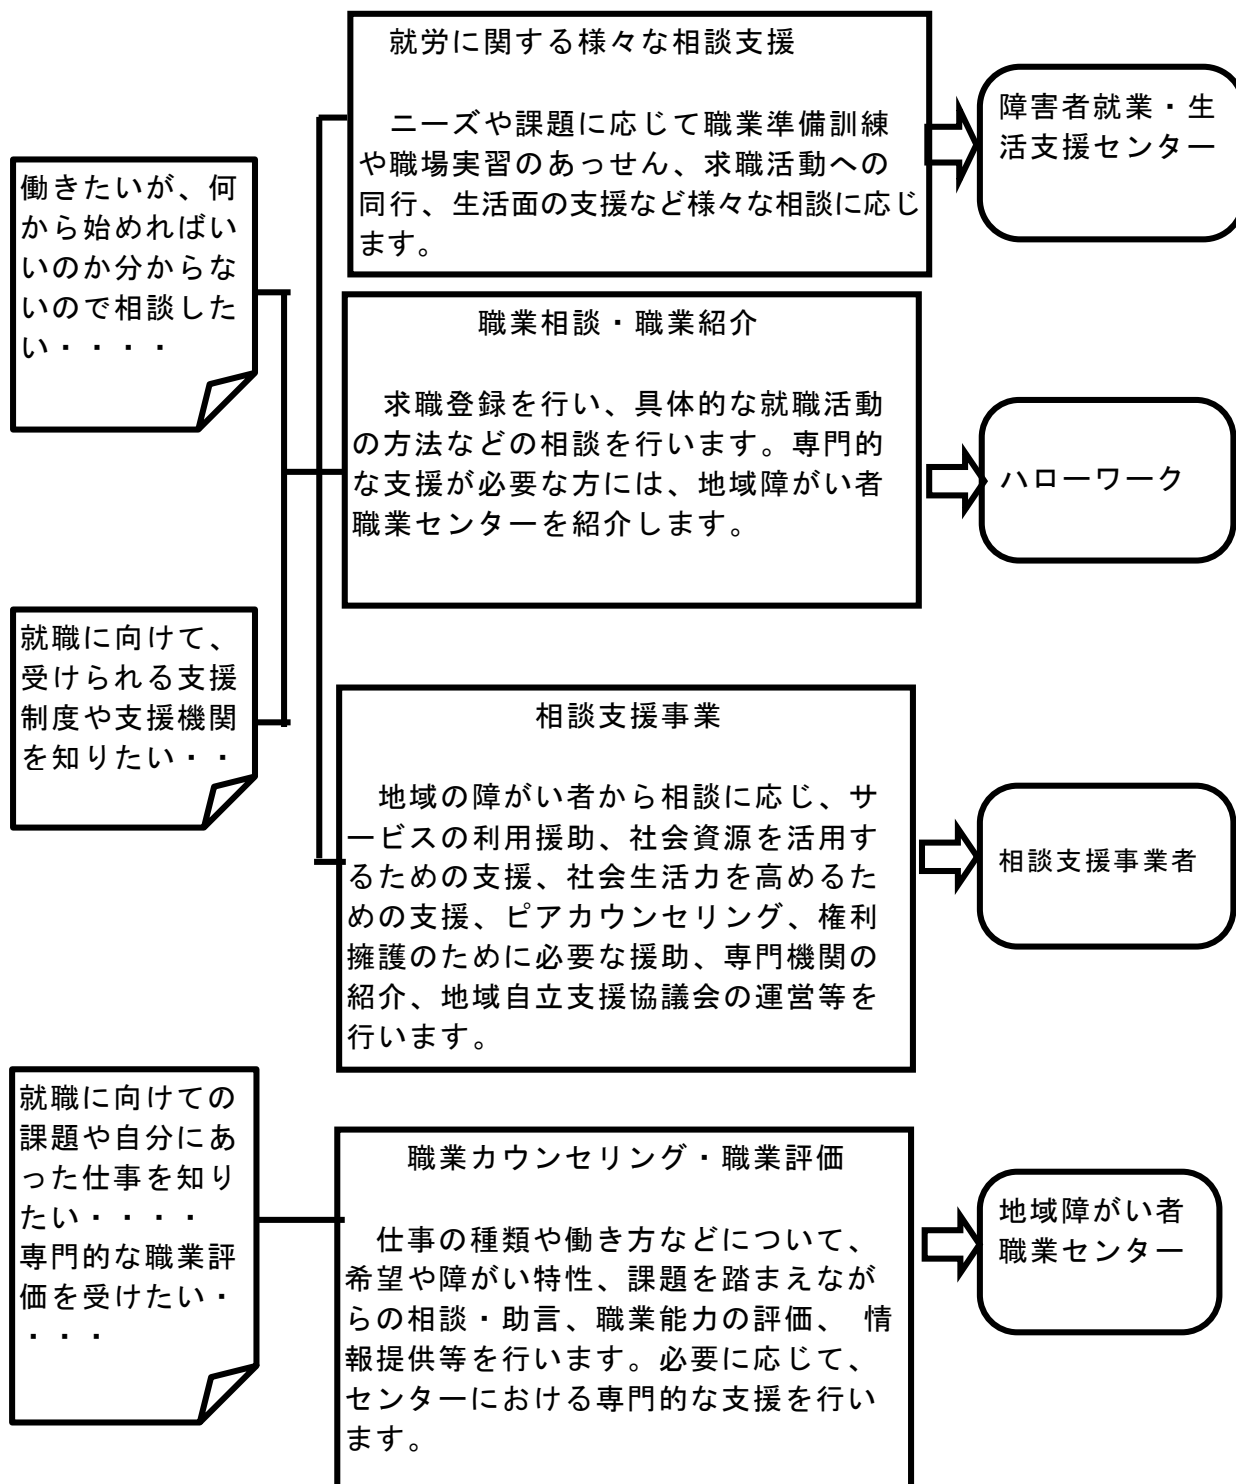 就労に関する様々な相談支援
ニーズや課題に応じて職業準備訓練
や職場実習のあっせん、求職活動への
同行、生活面の支援など様々な相談に応じ
ます。
障害者就業・生
活支援センター
働きたいが、何
から始めればい
いのか分からな
いので相談した
い・・・・
職業相談・職業紹介
求職登録を行い、具体的な就職活動
の方法などの相談を行います。専門的
な支援が必要な方には、地域障がい者
職業センターを紹介します。
ハローワーク
就職に向けて、
受けられる支援
制度や支援機関
を知りたい・・
相談支援事業
地域の障がい者から相談に応じ、サ
ービスの利用援助、社会資源を活用す
るための支援、社会生活力を高めるた
めの支援、ピアカウンセリング、権利
擁護のために必要な援助、専門機関の
紹介、地域自立支援協議会の運営等を
行います。
相談支援事業者
就職に向けての
課題や自分にあ
った仕事を知り
たい・・・・
専門的な職業評
価を受けたい・
・・・
職業カウンセリング・職業評価
仕事の種類や働き方などについて、
希望や障がい特性、課題を踏まえなが
らの相談・助言、職業能力の評価、 情
報提供等を行います。必要に応じて、
センターにおける専門的な支援を行い
ます。
地域障がい者
職業センター